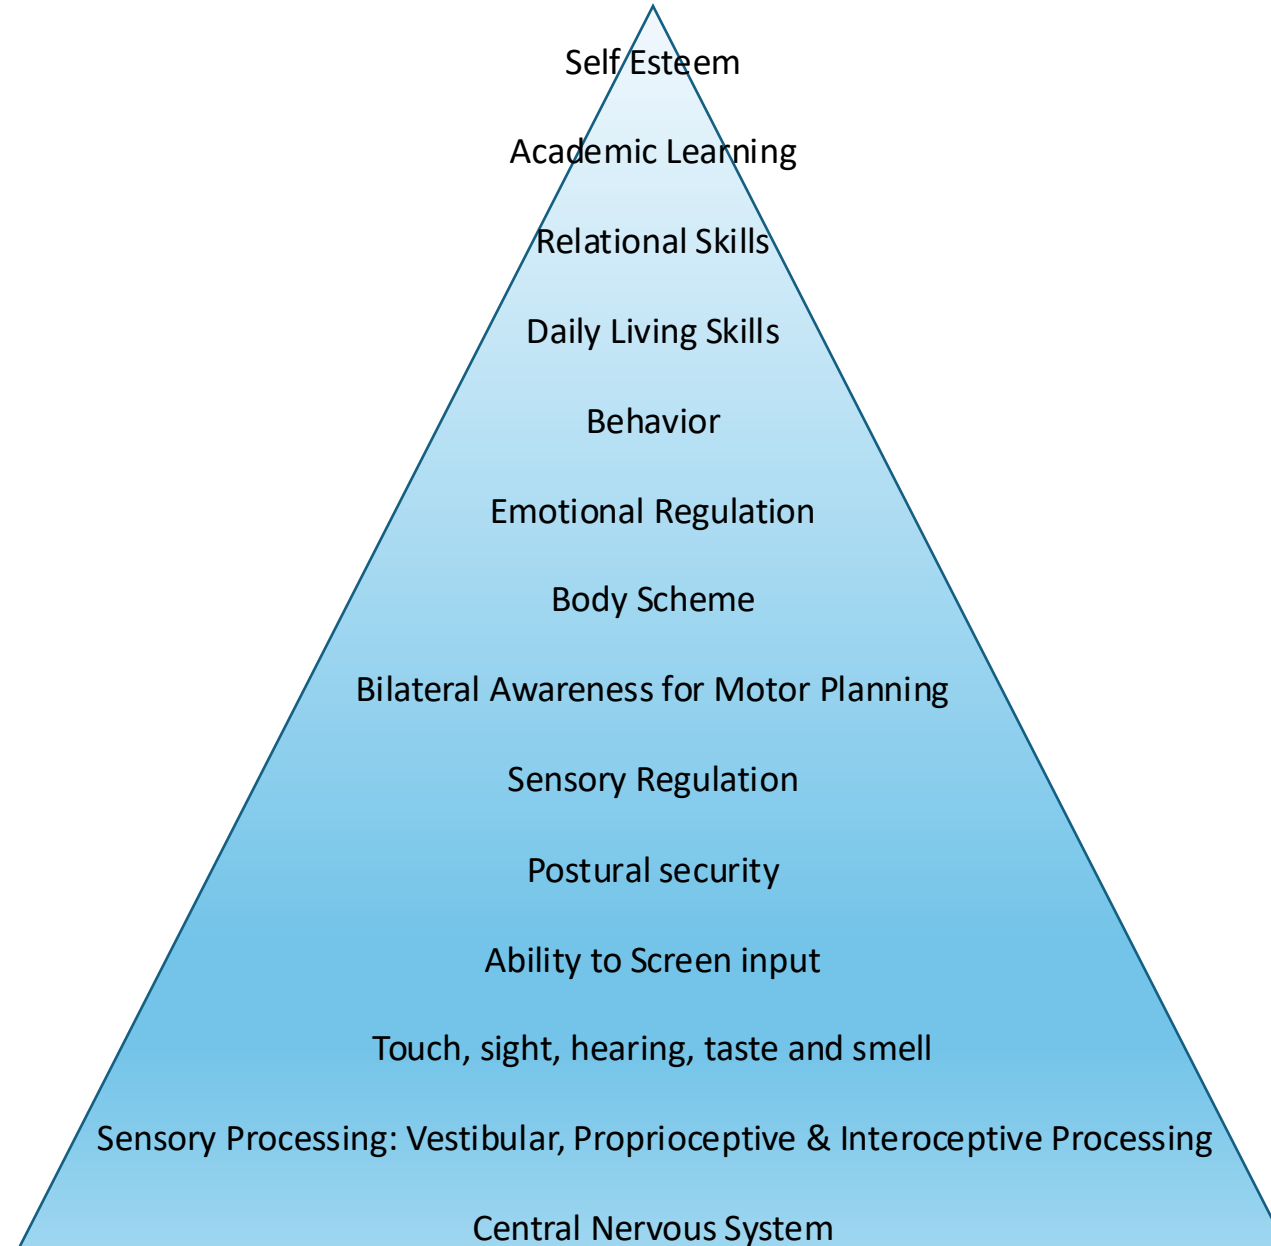 Self Esteem
Academic Learning
Relational Skills
Daily Living Skills
Behavior
Emotional Regulation
Body Scheme
Bilateral Awareness for Motor Planning
Sensory Regulation
Postural security
Ability to Screen input
Touch, sight, hearing, taste and smell
Sensory Processing: Vestibular, Proprioceptive & Interoceptive Processing
Central Nervous System